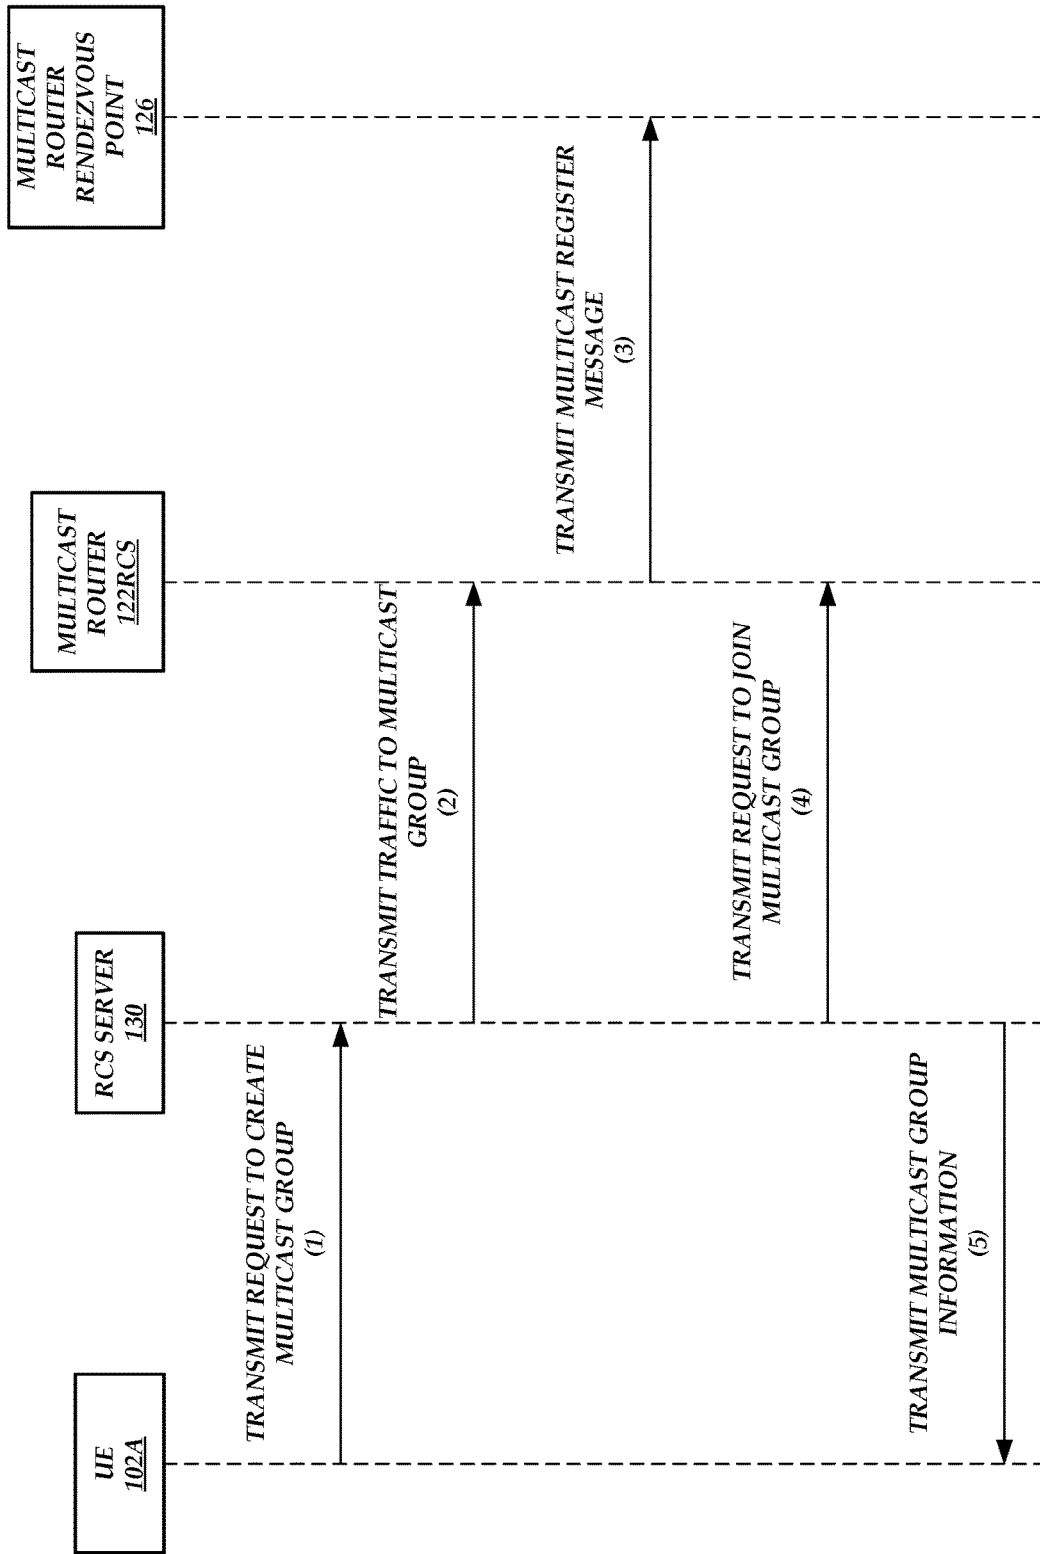 UE
102A
RCS SERVER
130
MULTICAST
ROUTER
122RCS
MULTICAST
ROUTER
RENDEZVOUS
POINT
126
TRANSMIT REQUEST TO CREATE
MULTICAST GROUP
(1)
TRANSMIT TRAFFIC TO MULTICAST
GROUP
(2)
TRANSMIT MULTICAST REGISTER
MESSAGE
(3)
TRANSMIT REQUEST TO JOIN
MULTICAST GROUP
(4)
TRANSMIT MULTICAST GROUP
INFORMATION
(5)